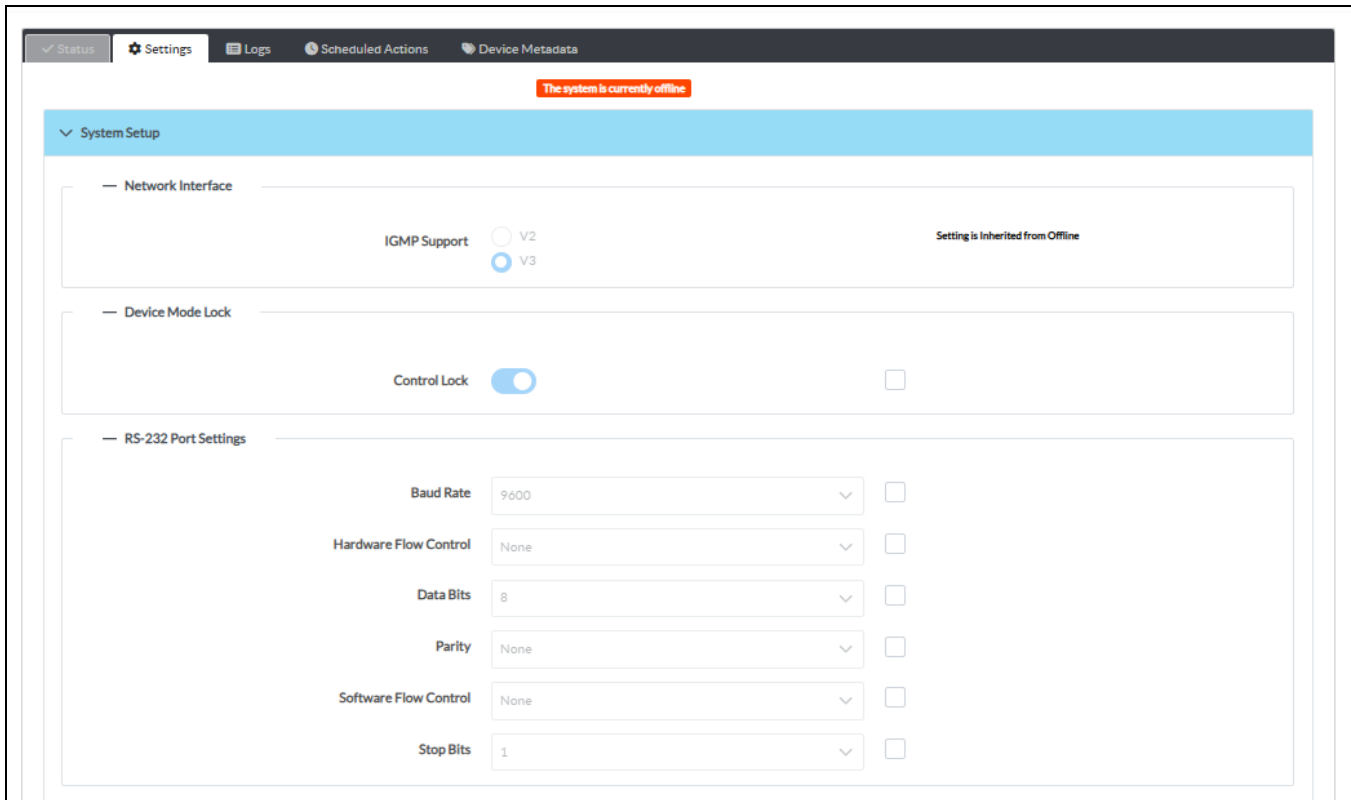 Status Settings Logs Scheduled Actions Device Metadata
The system is currently offline
System Setup
Network Interface
IGMP Support V2 Setting is Inherited from Offline
V3
Device Mode Lock
Control Lock
RS-232 Port Settings
Baud Rate 9600
Hardware Flow Control None
Data Bits 8
Parity None
Software Flow Control None
Stop Bits 1